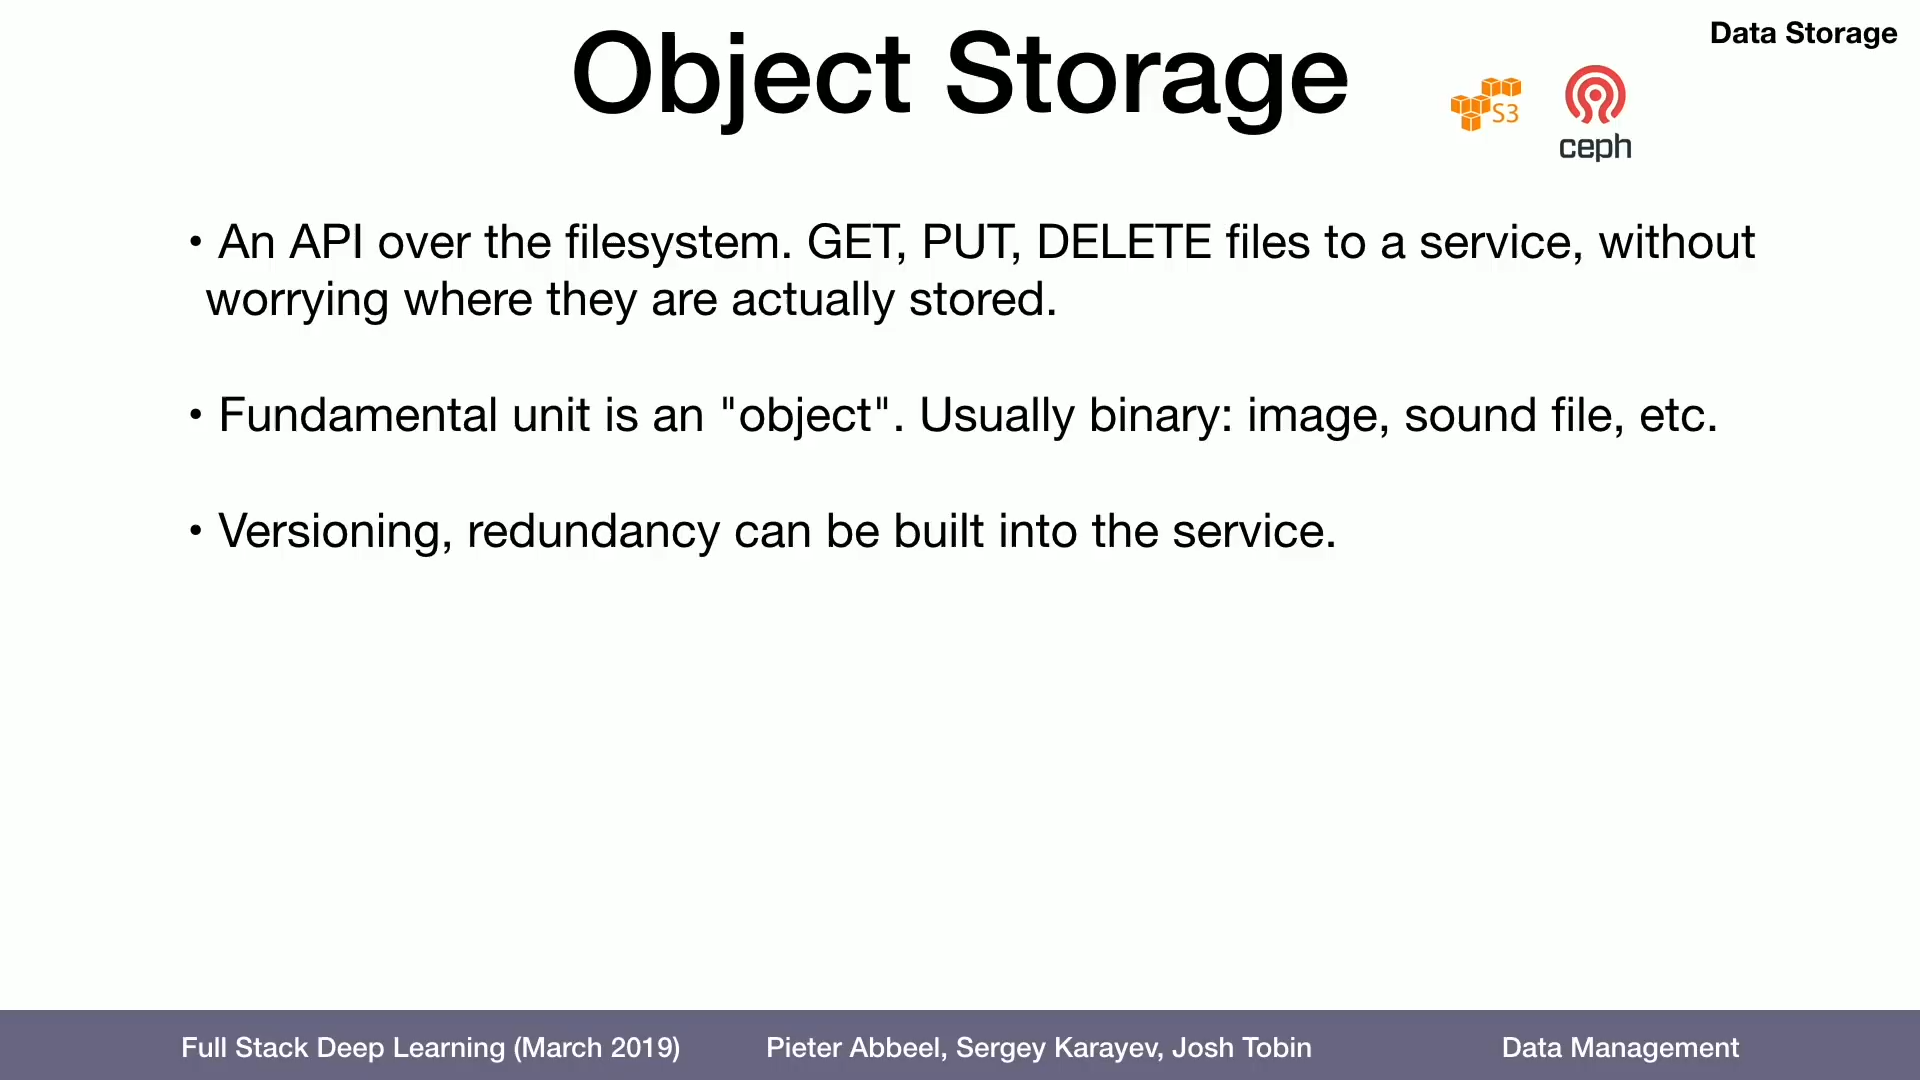 Data Storage
Object Storage
S3
ceph
• An API over the filesystem. GET, PUT, DELETE files to a service, without
worrying where they are actually stored.
• Fundamental unit is an "object". Usually binary: image, sound file, etc.
• Versioning, redundancy can be built into the service.
Full Stack Deep Learning (March 2019) Pieter Abbeel, Sergey Karayev, Josh Tobin Data Management